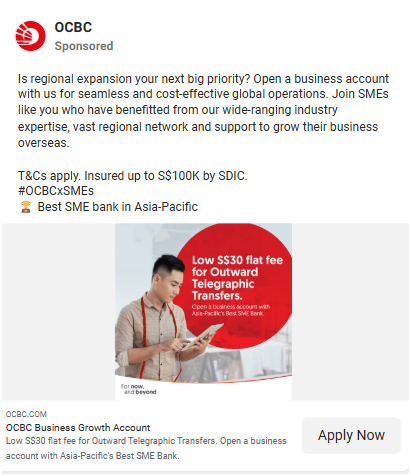 OCBC
Sponsored
Is regional expansion your next big priority? Open a business account
with us for seamless and cost-effective global operations. Join SMEs
like you who have benefitted from our wide-ranging industry
expertise, vast regional network and support to grow their business
overseas.
T&Cs apply. Insured up to S$100K by SDIC.
#OCBCxSMEs
🏆 Best SME bank in Asia-Pacific
Low S$30 flat fee
for Outward
Telegraphic
Transfers.
Open a business account with
Asia-Pacific's Best SME Bank.
For now,
and beyond
OCBC.COM
OCBC Business Growth Account
Low S$30 flat fee for Outward Telegraphic Transfers. Open a business
account with Asia-Pacific's Best SME Bank.
Apply Now